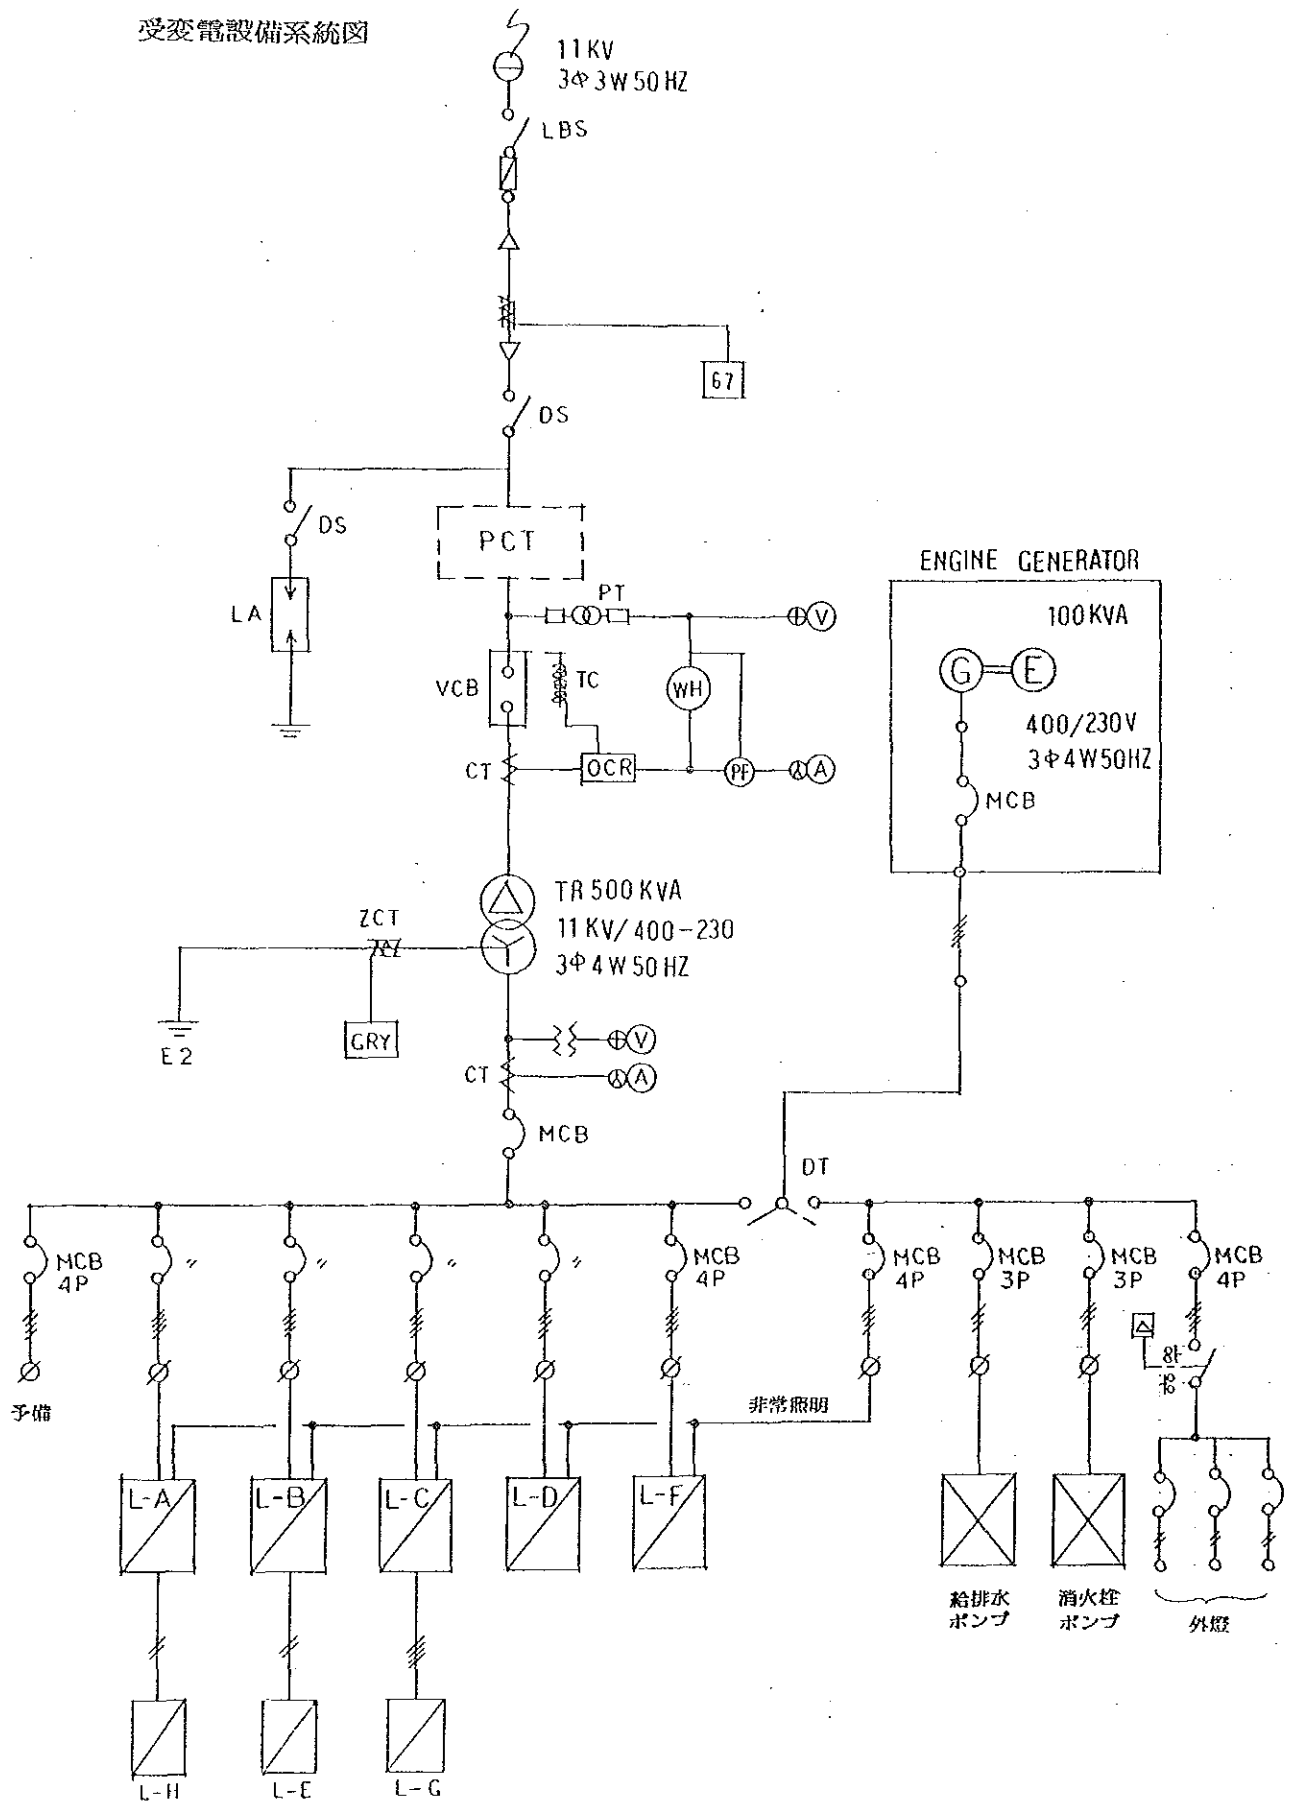 受変電設備系統図
11KV
3Φ3W50HZ
LBS
67
DS
DS
PCT
LA
PT
V
VCB
TC
WH
CT
OCR
PF
A
ENGINE GENERATOR
100KVA
G
E
400/230V
3Φ4W50HZ
MCB
TR500KVA
11KV/400-230
3Φ4W50HZ
ZCT
GRY
E2
V
CT
A
MCB
DT
MCB
4P
〃
〃
〃
〃
MCB
4P
MCB
4P
MCB
3P
MCB
3P
MCB
4P
予備
非常照明
L-A
L-B
L-C
L-D
L-F
給排水
ポンプ
消火栓
ポンプ
外燈
L-H
L-E
L-G